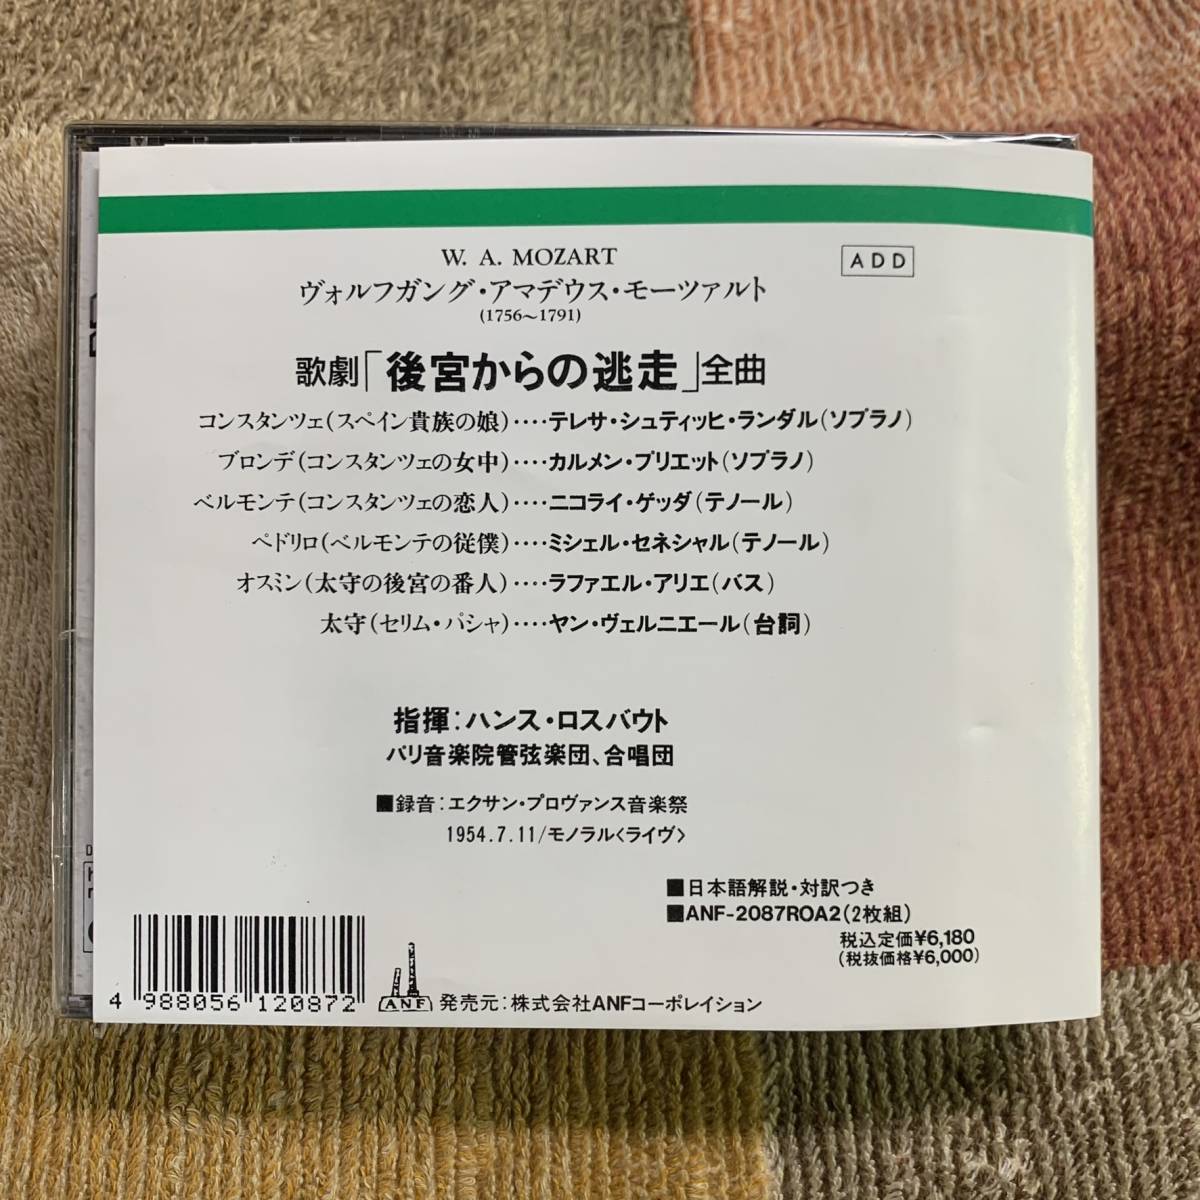 W. A. MOZART
ADD
ヴォルフガング・アマデウス・モーツァルト
(1756〜1791)
歌劇「後宮からの逃走」全曲
コンスタンツェ(スペイン貴族の娘)‥‥テレサ・シュティッヒ・ランダル(ソプラノ)
ブロンデ(コンスタンツェの女中)‥‥カルメン・プリエット(ソプラノ)
ベルモンテ(コンスタンツェの恋人)‥‥ニコライ・ゲッダ(テノール)
ペドリロ(ベルモンテの従僕)‥‥ミシェル・セネシャル(テノール)
オスミン(太守の後宮の番人)‥‥ラファエル・アリエ(バス)
太守(セリム・パシャ)‥‥ヤン・ヴェルニエール(台詞)
指揮:ハンス・ロスバウト
パリ音楽院管弦楽団、合唱団
■録音:エクサン・プロヴァンス音楽祭
1954.7.11/モノラル<ライヴ>
■日本語解説・対訳つき
■ANF-2087ROA2(2枚組)
税込定価¥6,180
(税抜価格¥6,000)
4 988056 120872
ANF 発売元:株式会社ANFコーポレイション